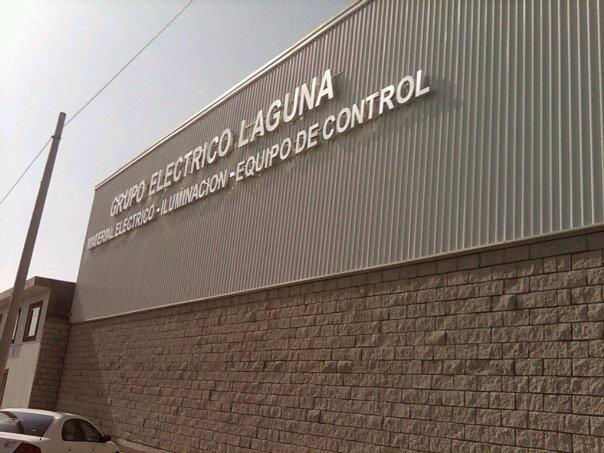 GRUPO ELECTRICO LAGUNA
MATERIAL ELECTRICO - ILUMINACION - EQUIPO DE CONTROL